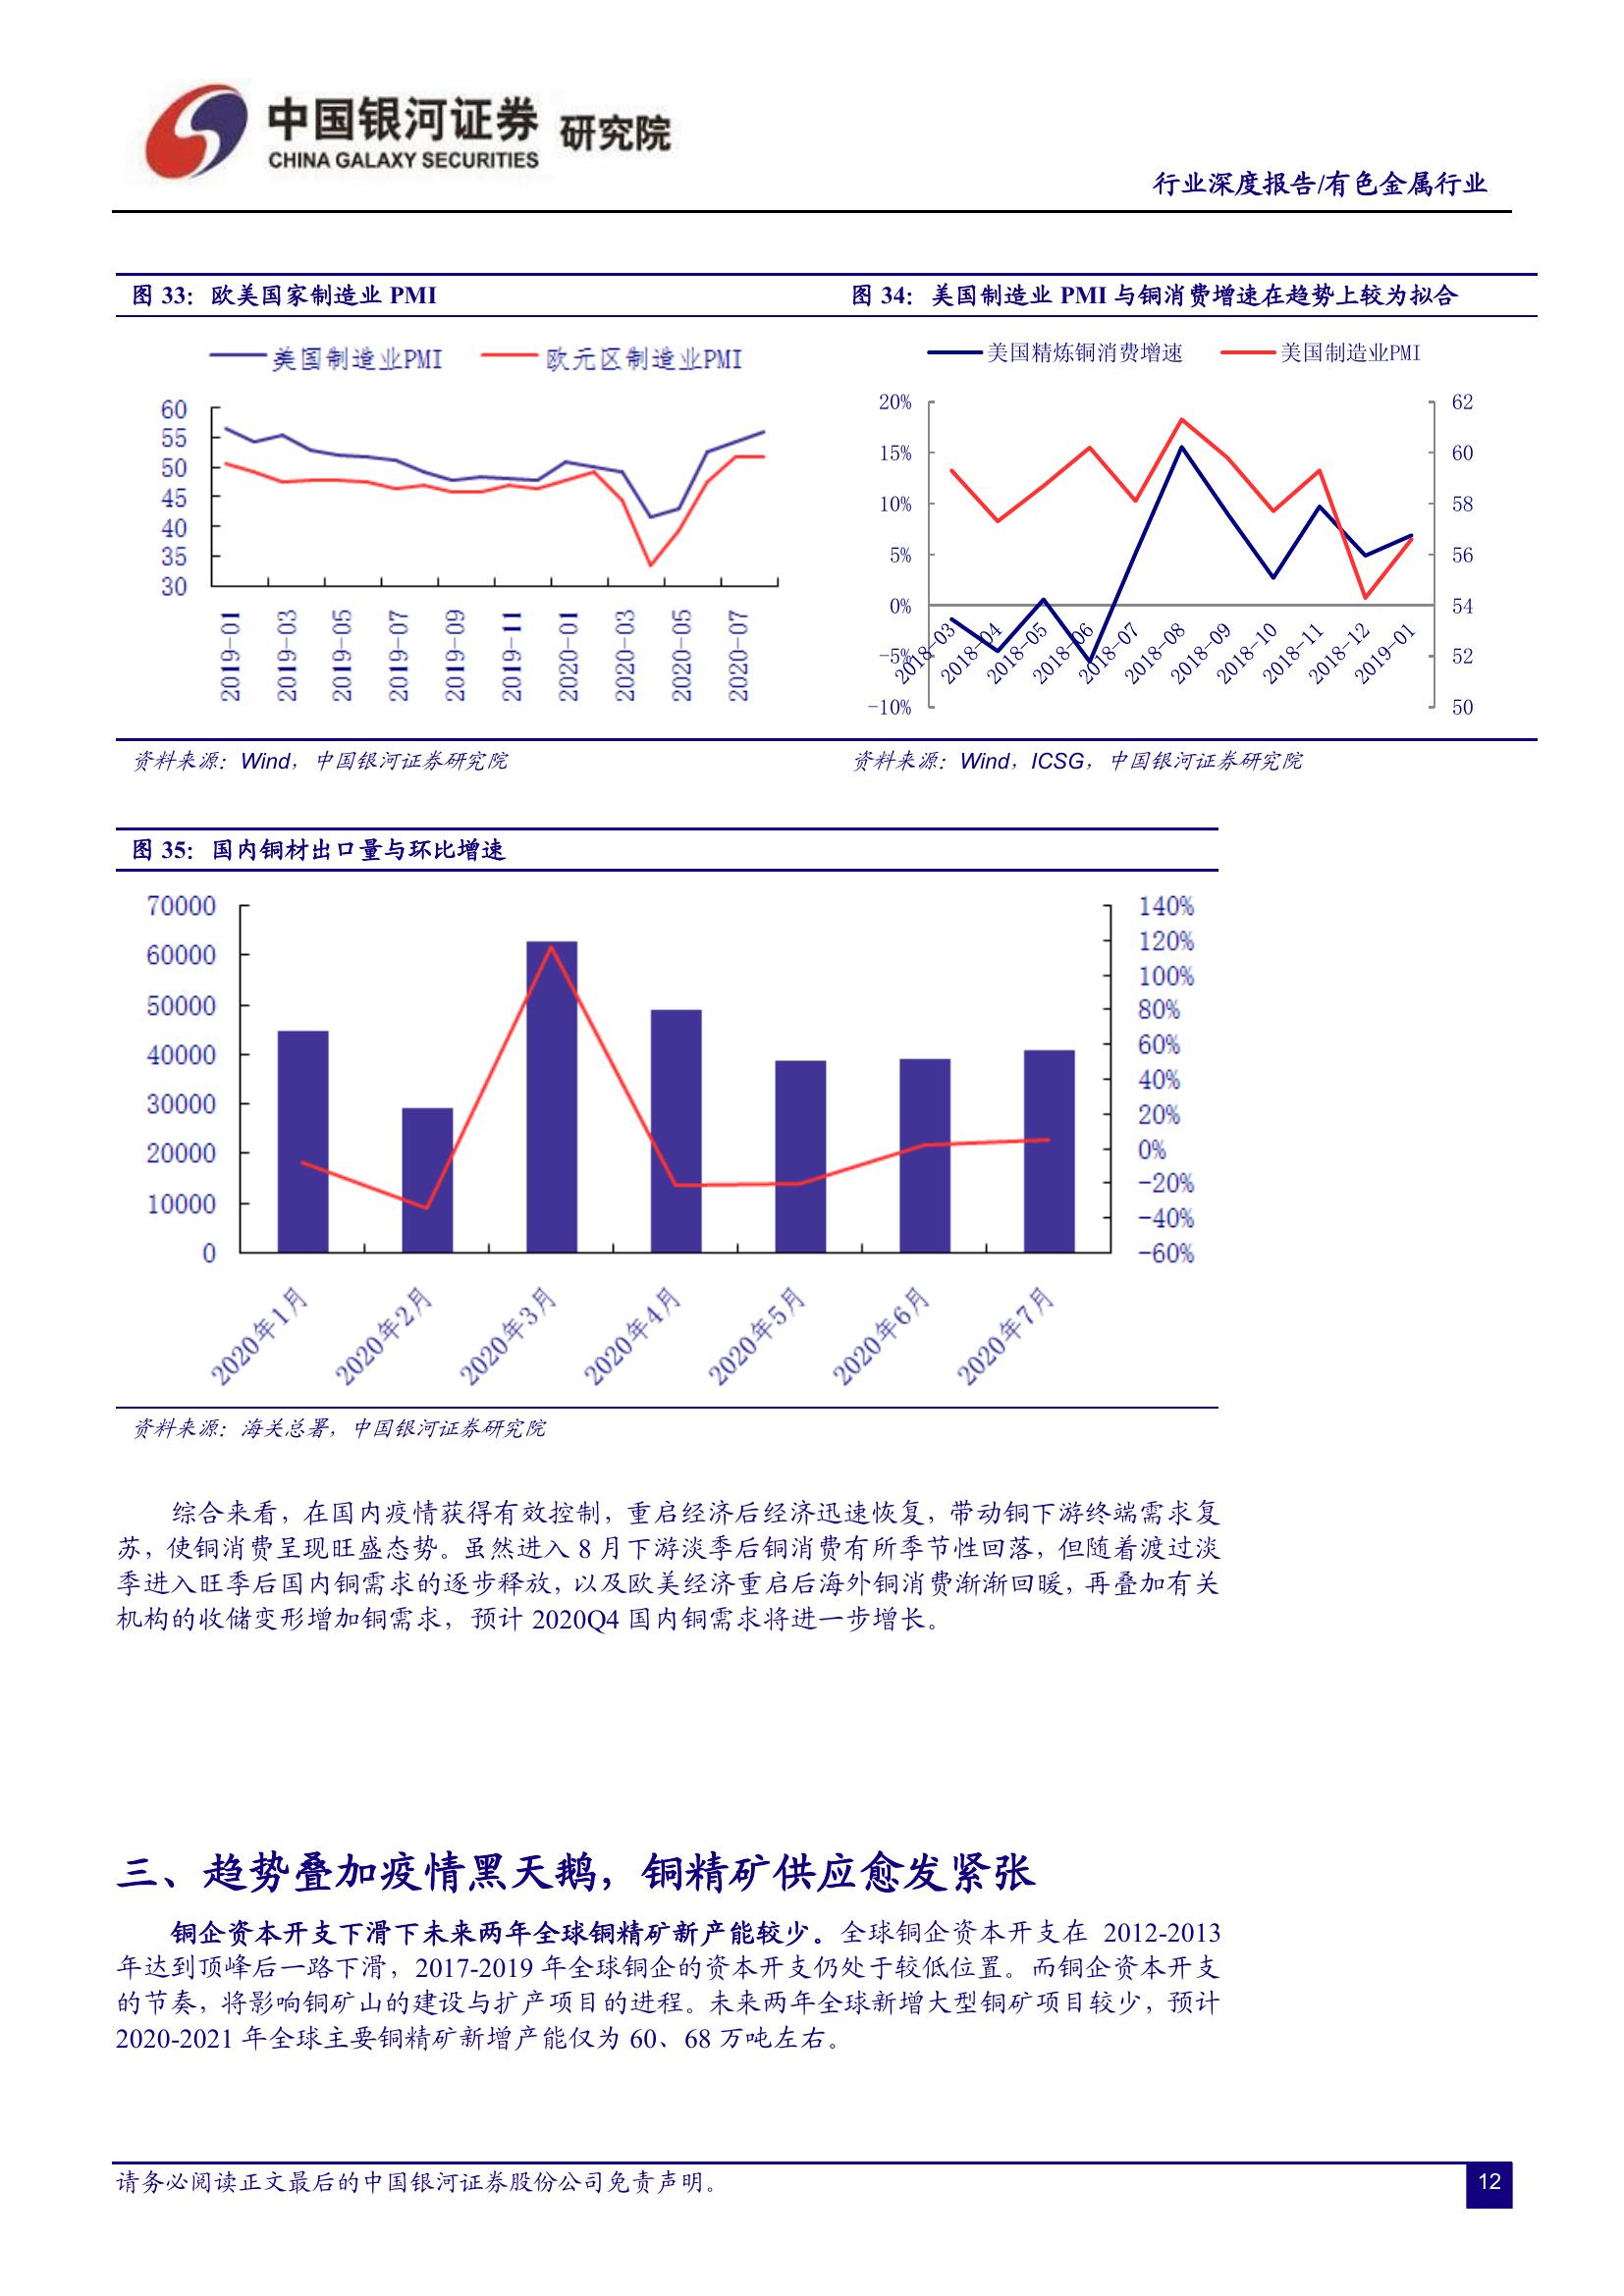 中国银河证券 研究院
CHINA GALAXY SECURITIES
行业深度报告/有色金属行业
图 33：欧美国家制造业 PMI
美国制造业PMI 欧元区制造业PMI
60
55
50
45
40
35
30
2019-01 2019-03 2019-05 2019-07 2019-09 2019-11 2020-01 2020-03 2020-05 2020-07
资料来源：Wind，中国银河证券研究院
图 34：美国制造业 PMI 与铜消费增速在趋势上较为拟合
美国精炼铜消费增速 美国制造业PMI
20% 62
15% 60
10% 58
5% 56
0% 54
-5% 52
-10% 50
2018-03 2018-04 2018-05 2018-06 2018-07 2018-08 2018-09 2018-10 2018-11 2018-12 2019-01
资料来源：Wind，ICSG，中国银河证券研究院
图 35：国内铜材出口量与环比增速
70000
60000
50000
40000
30000
20000
10000
0
140%
120%
100%
80%
60%
40%
20%
0%
-20%
-40%
-60%
2020年1月 2020年2月 2020年3月 2020年4月 2020年5月 2020年6月 2020年7月
资料来源：海关总署，中国银河证券研究院
综合来看，在国内疫情获得有效控制，重启经济后经济迅速恢复，带动铜下游终端需求复
苏，使铜消费呈现旺盛态势。虽然进入 8 月下游淡季后铜消费有所季节性回落，但随着渡过淡
季进入旺季后国内铜需求的逐步释放，以及欧美经济重启后海外铜消费渐渐回暖，再叠加有关
机构的收储变形增加铜需求，预计 2020Q4 国内铜需求将进一步增长。
三、趋势叠加疫情黑天鹅，铜精矿供应愈发紧张
铜企资本开支下滑下未来两年全球铜精矿新产能较少。全球铜企资本开支在 2012-2013
年达到顶峰后一路下滑，2017-2019 年全球铜企的资本开支仍处于较低位置。而铜企资本开支
的节奏，将影响铜矿山的建设与扩产项目的进程。未来两年全球新增大型铜矿项目较少，预计
2020-2021 年全球主要铜精矿新增产能仅为 60、68 万吨左右。
请务必阅读正文最后的中国银河证券股份公司免责声明。
12